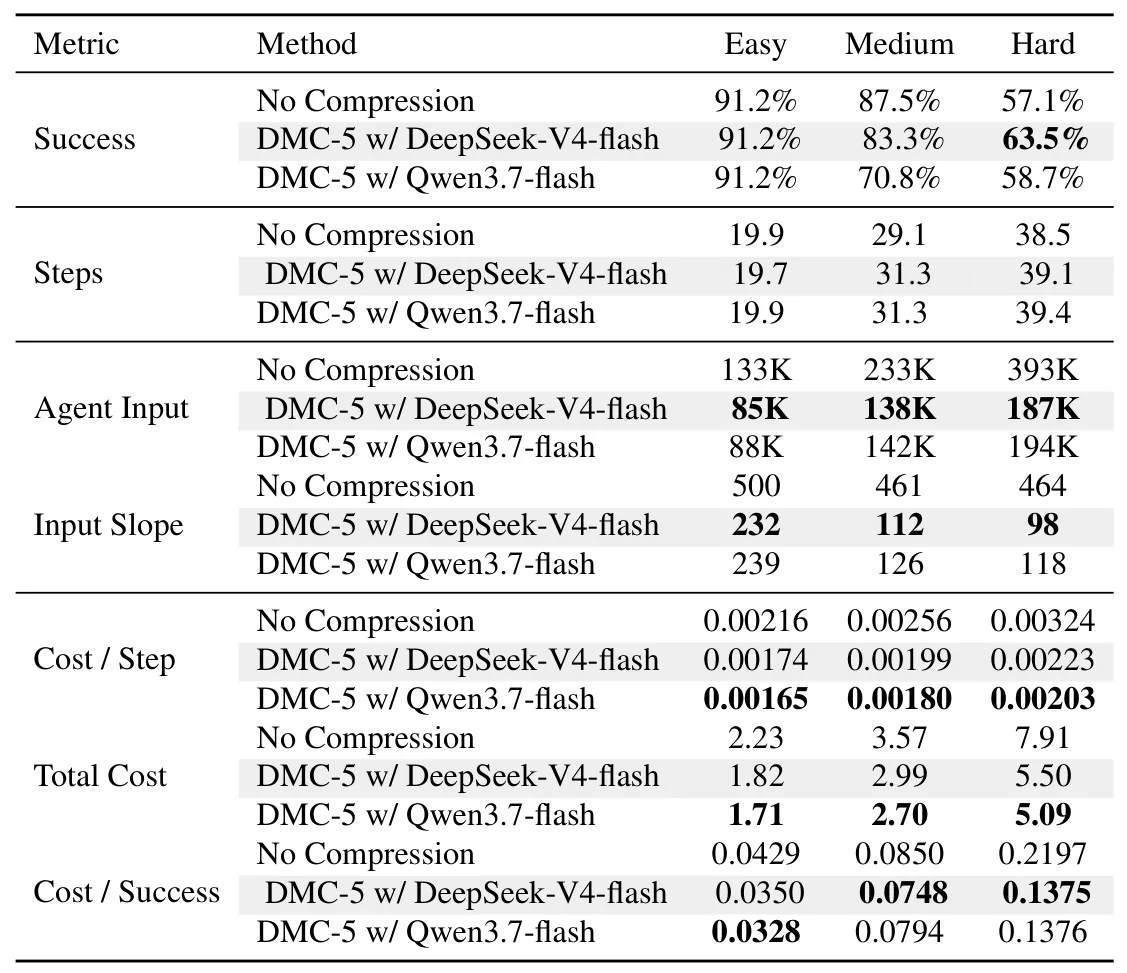 Metric Method Easy Medium Hard
No Compression 91.2% 87.5% 57.1%
Success DMC-5 w/ DeepSeek-V4-flash 91.2% 83.3% 63.5%
DMC-5 w/ Qwen3.7-flash 91.2% 70.8% 58.7%
No Compression 19.9 29.1 38.5
Steps DMC-5 w/ DeepSeek-V4-flash 19.7 31.3 39.1
DMC-5 w/ Qwen3.7-flash 19.9 31.3 39.4
No Compression 133K 233K 393K
Agent Input DMC-5 w/ DeepSeek-V4-flash 85K 138K 187K
DMC-5 w/ Qwen3.7-flash 88K 142K 194K
No Compression 500 461 464
Input Slope DMC-5 w/ DeepSeek-V4-flash 232 112 98
DMC-5 w/ Qwen3.7-flash 239 126 118
No Compression 0.00216 0.00256 0.00324
Cost / Step DMC-5 w/ DeepSeek-V4-flash 0.00174 0.00199 0.00223
DMC-5 w/ Qwen3.7-flash 0.00165 0.00180 0.00203
No Compression 2.23 3.57 7.91
Total Cost DMC-5 w/ DeepSeek-V4-flash 1.82 2.99 5.50
DMC-5 w/ Qwen3.7-flash 1.71 2.70 5.09
No Compression 0.0429 0.0850 0.2197
Cost / Success DMC-5 w/ DeepSeek-V4-flash 0.0350 0.0748 0.1375
DMC-5 w/ Qwen3.7-flash 0.0328 0.0794 0.1376